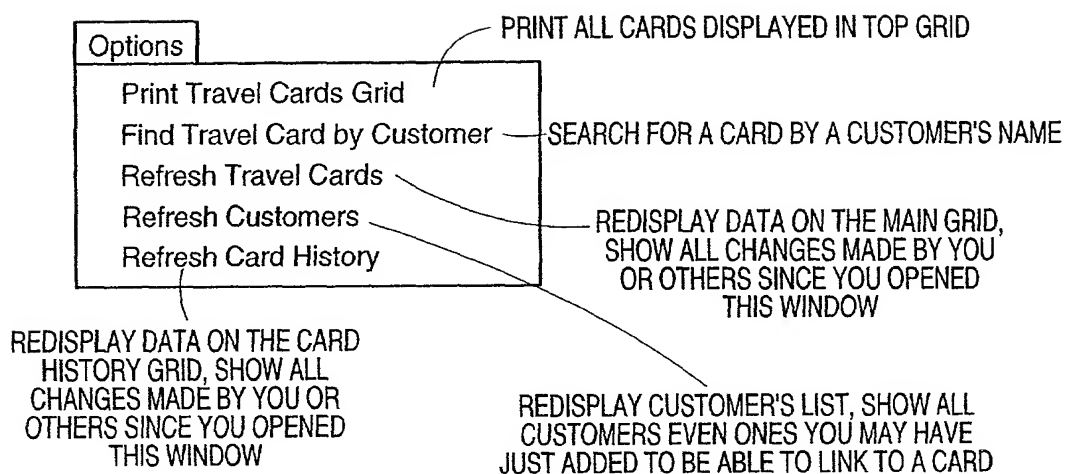 Options
PRINT ALL CARDS DISPLAYED IN TOP GRID
Print Travel Cards Grid
Find Travel Card by Customer
SEARCH FOR A CARD BY A CUSTOMER'S NAME
Refresh Travel Cards
Refresh Customers
Refresh Card History
REDISPLAY DATA ON THE MAIN GRID,
SHOW ALL CHANGES MADE BY YOU
OR OTHERS SINCE YOU OPENED
THIS WINDOW
REDISPLAY DATA ON THE CARD
HISTORY GRID, SHOW ALL
CHANGES MADE BY YOU OR
OTHERS SINCE YOU OPENED
THIS WINDOW
REDISPLAY CUSTOMER'S LIST, SHOW ALL
CUSTOMERS EVEN ONES YOU MAY HAVE
JUST ADDED TO BE ABLE TO LINK TO A CARD